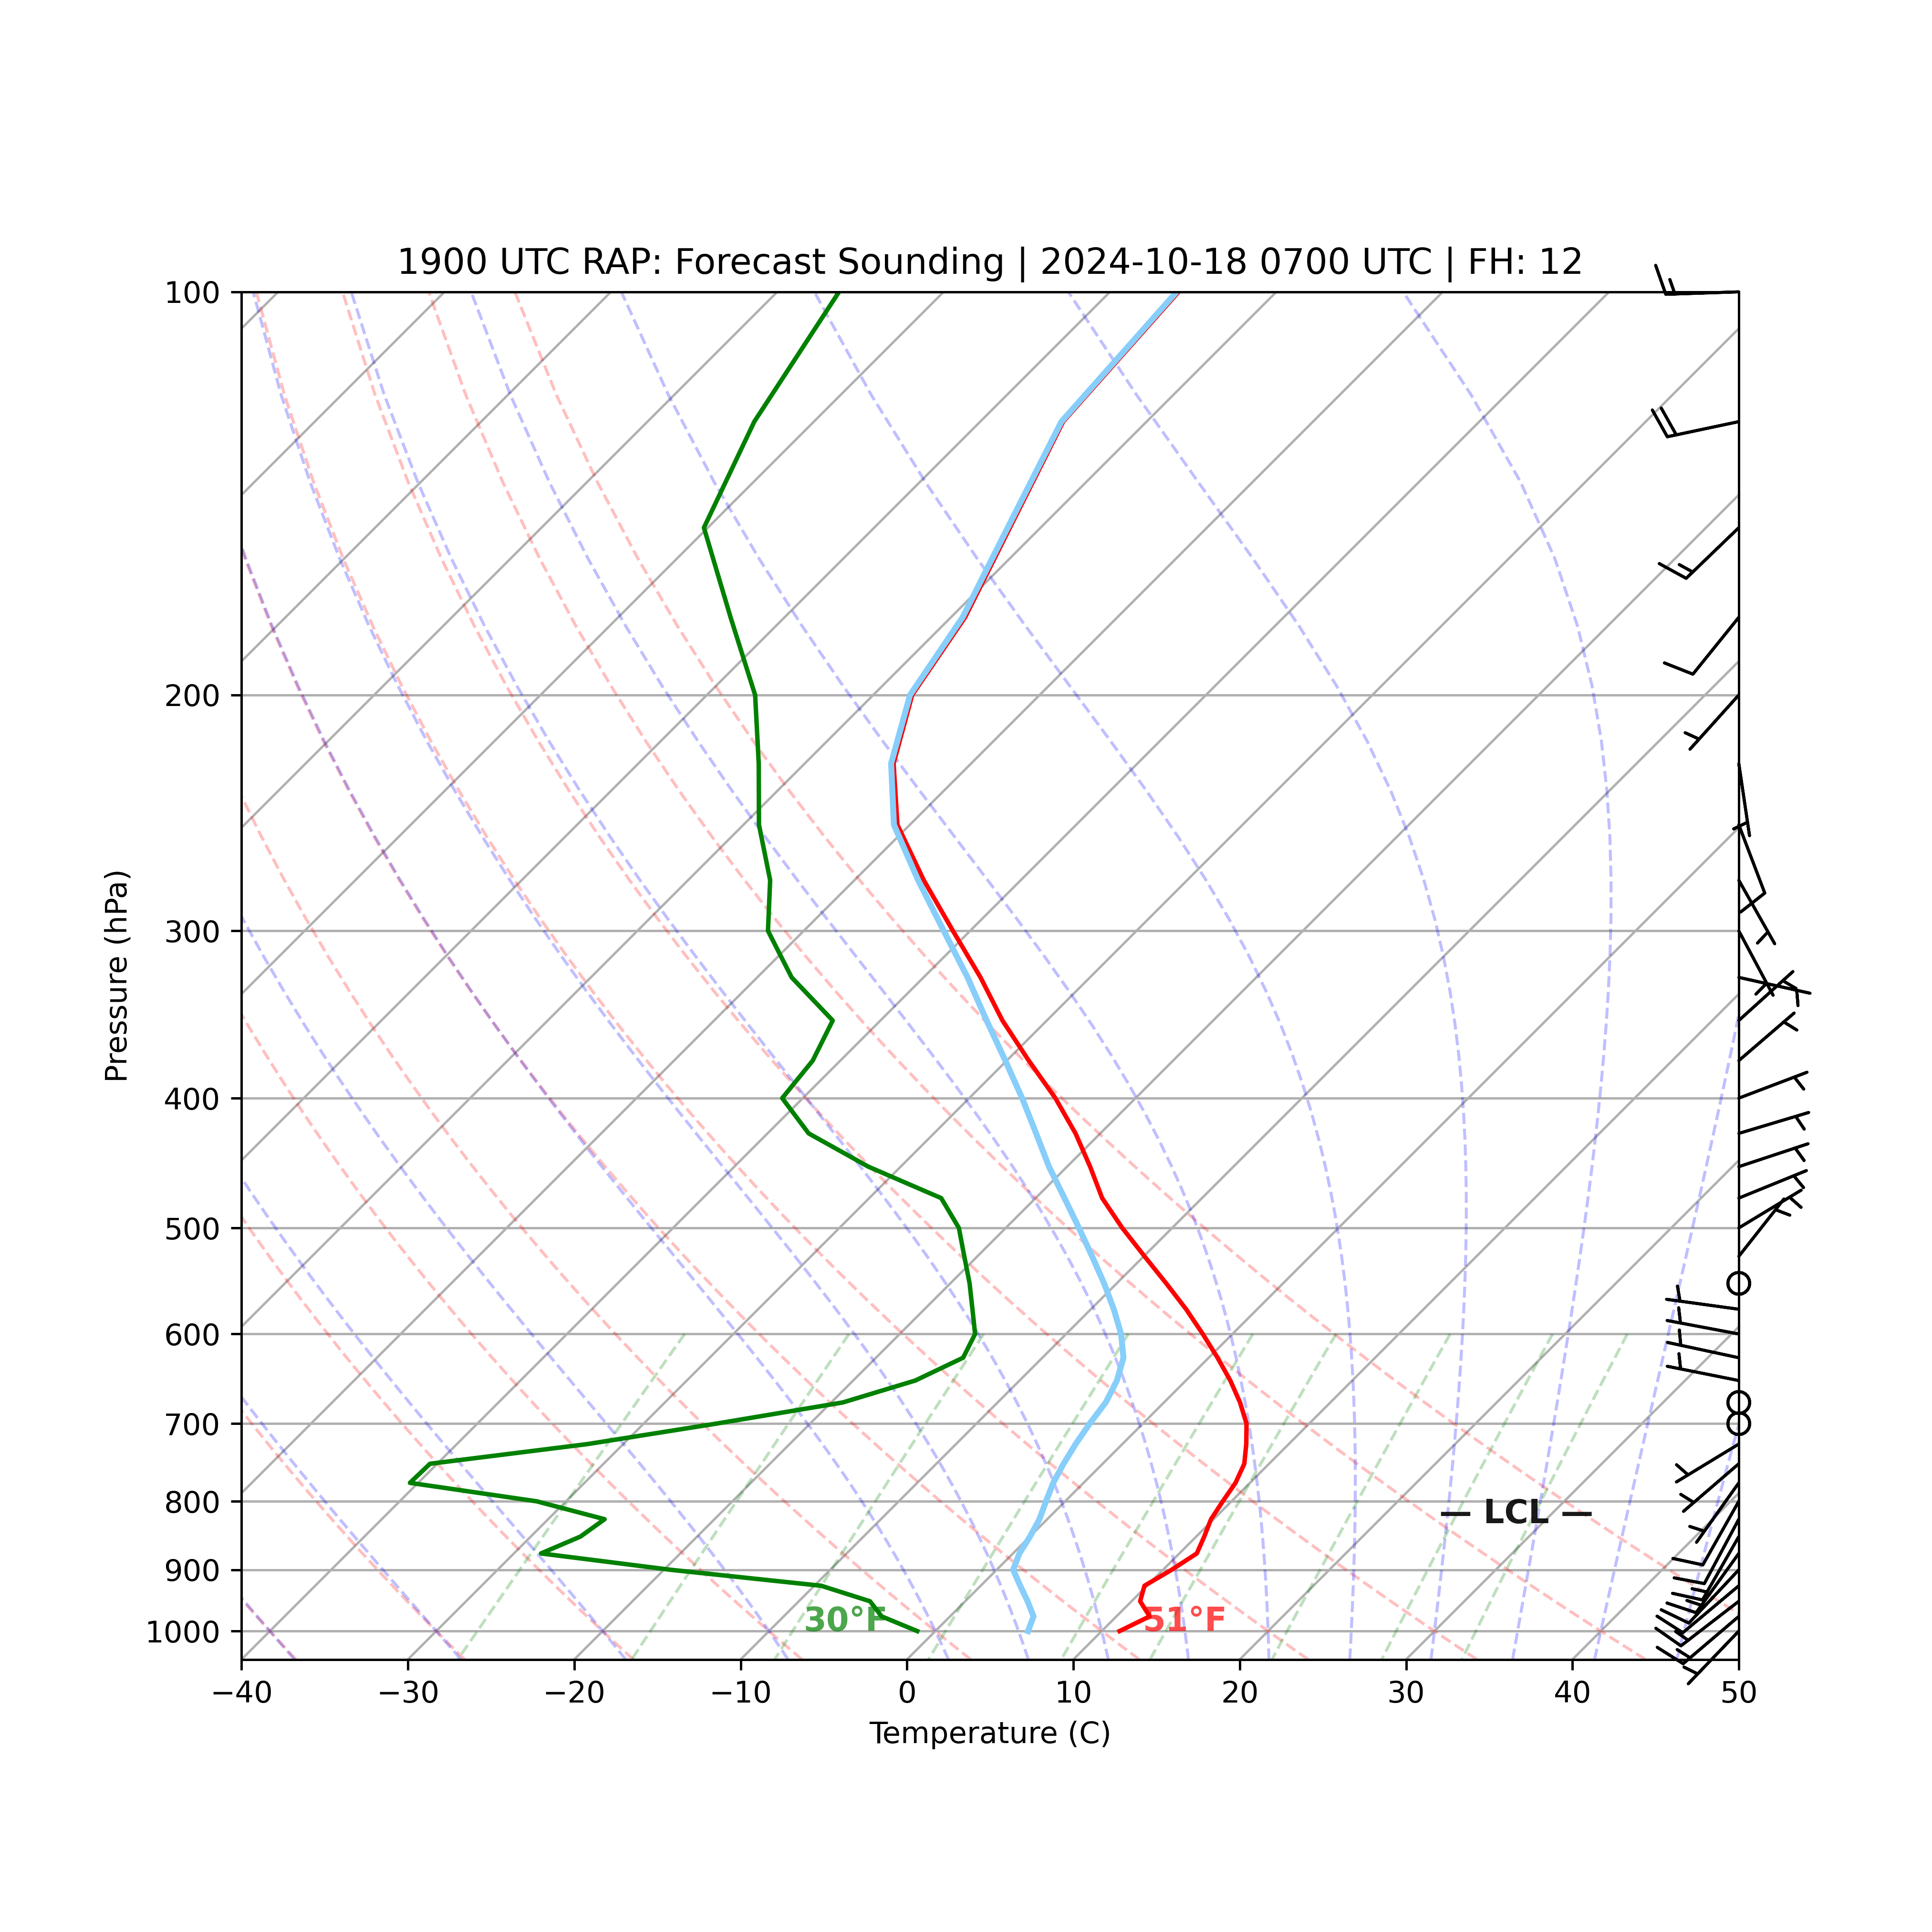 1900 UTC RAP: Forecast Sounding | 2024-10-18 0700 UTC | FH: 12
100
200
300
400
500
600
700
800
900
1000
Pressure (hPa)
— LCL —
30°F
51°F
−40 −30 −20 −10 0 10 20 30 40 50
Temperature (C)